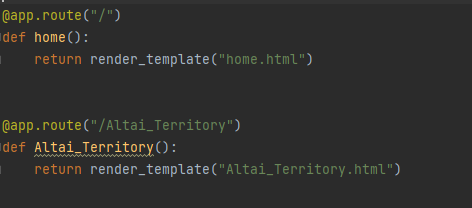 @app.route("/")
def home():
    return render_template("home.html")
@app.route("/Altai_Territory")
def Altai_Territory():
    return render_template("Altai_Territory.html")